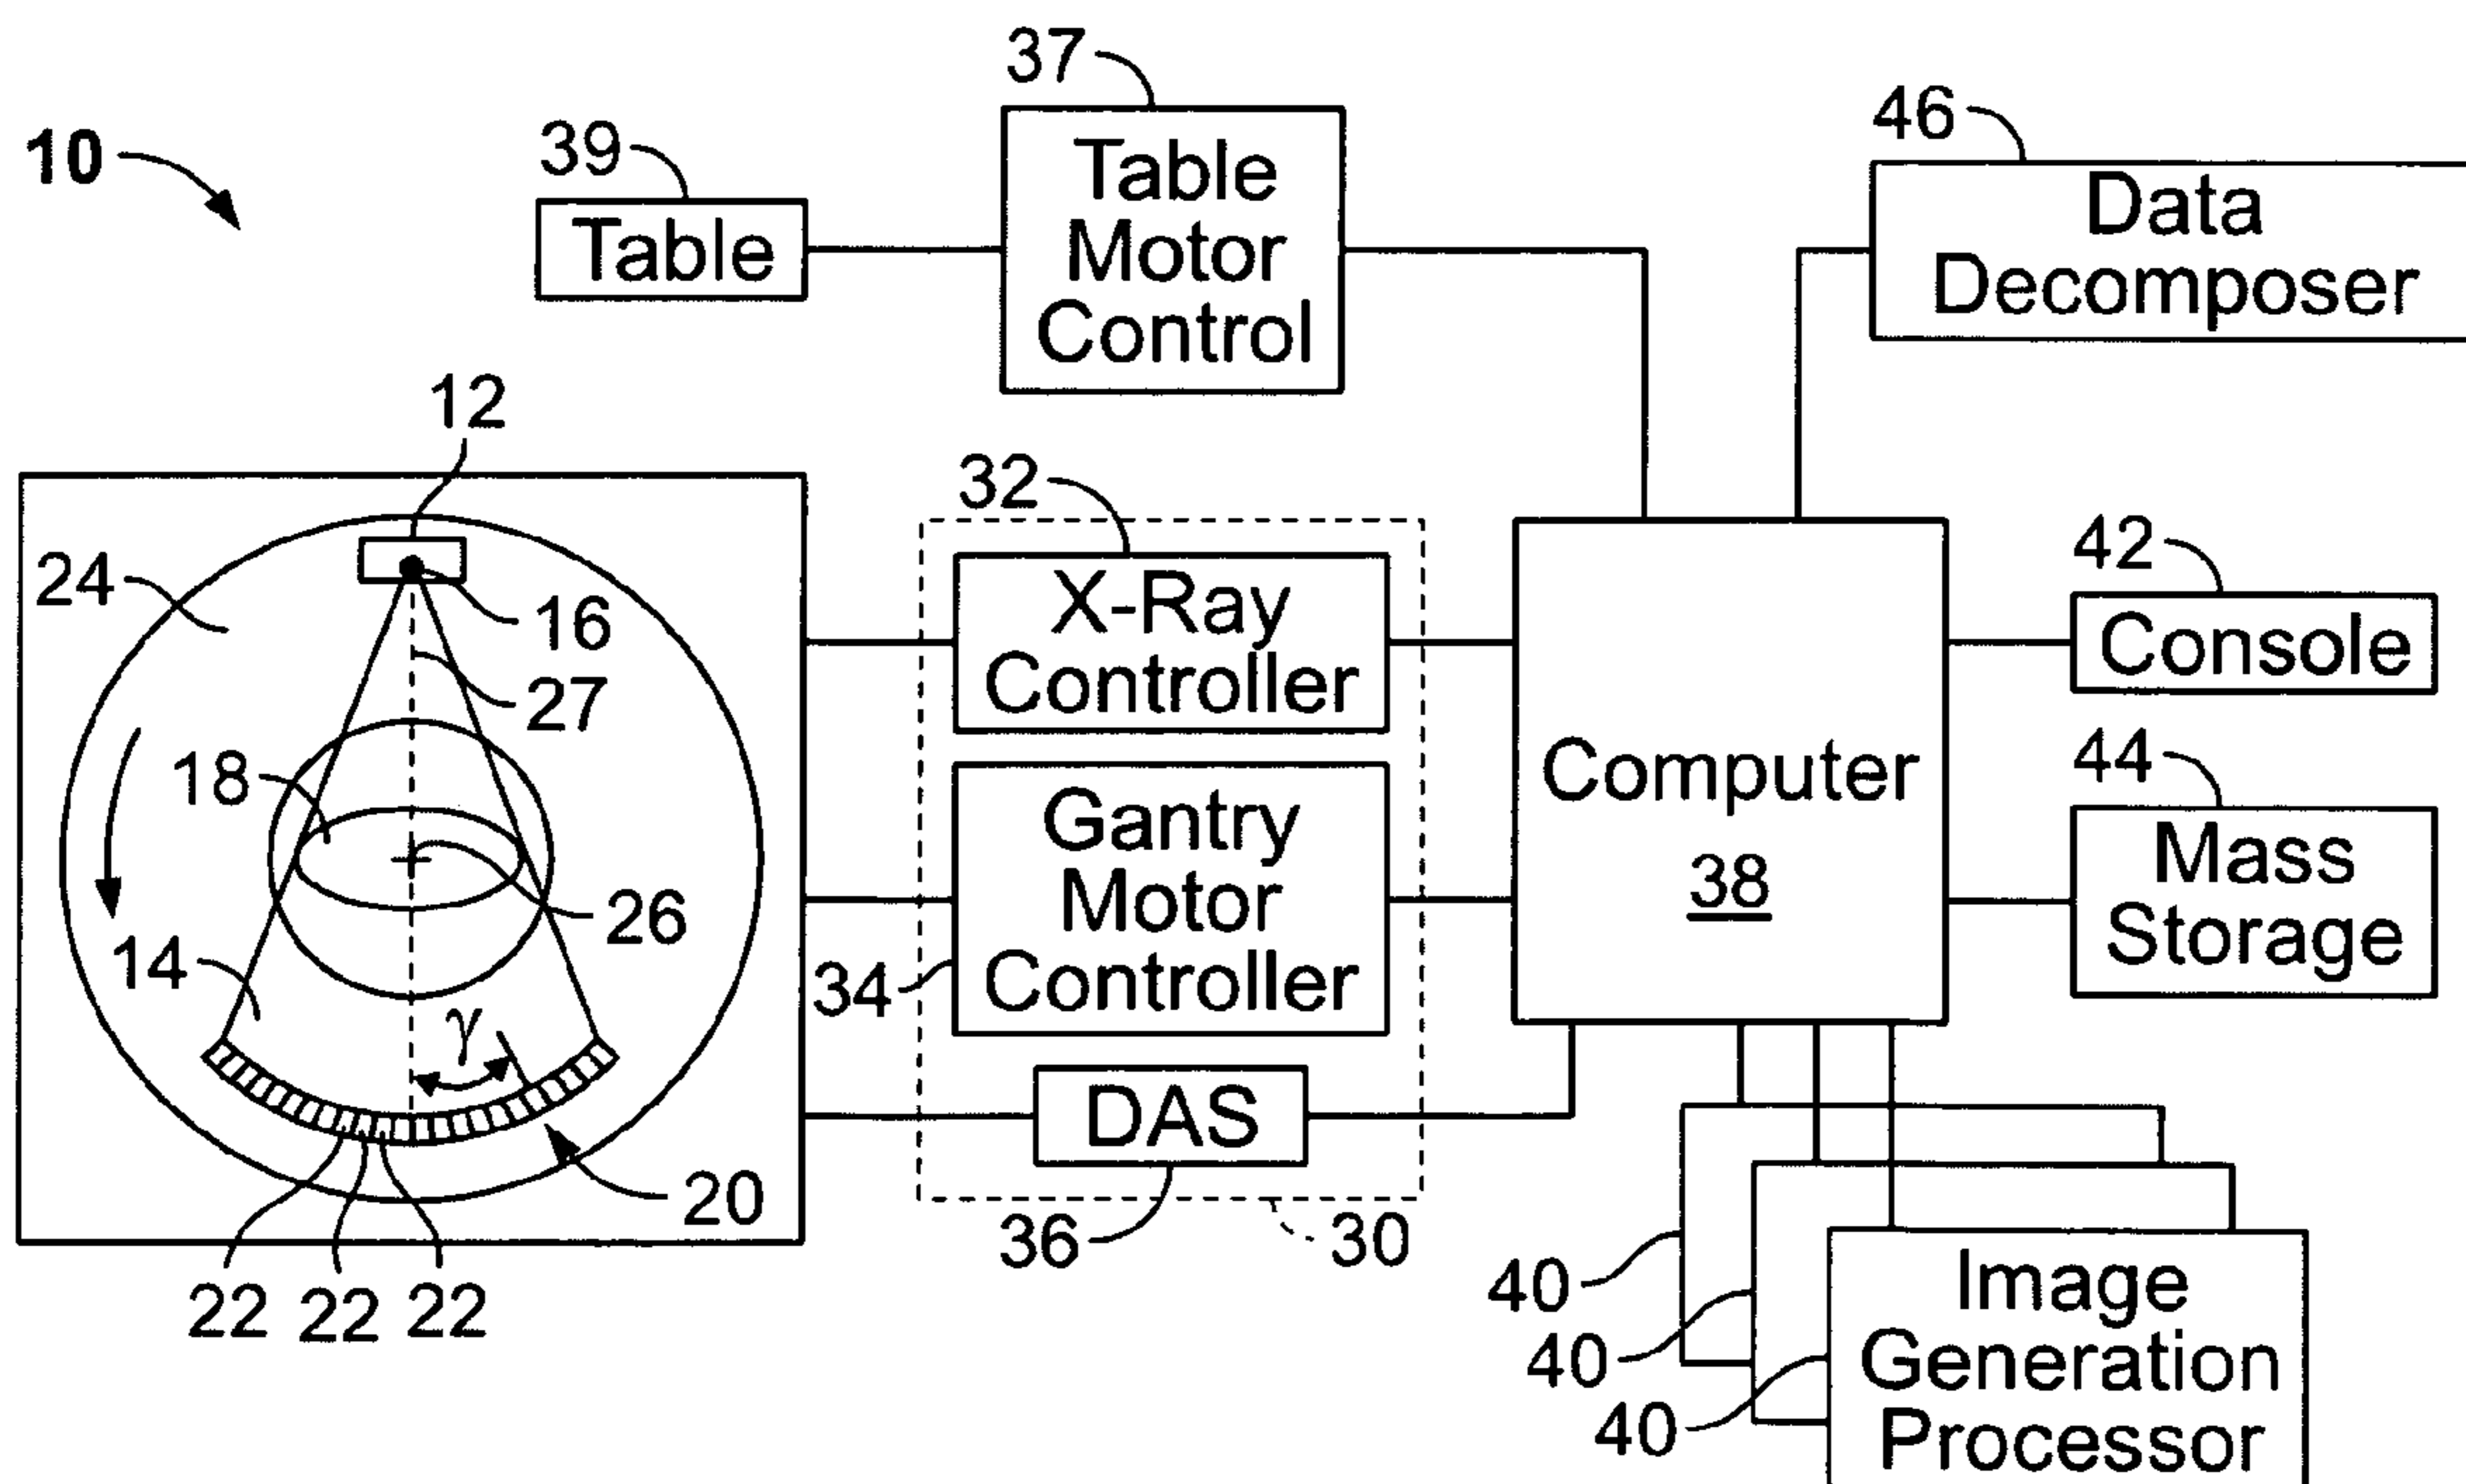 10
37
39
46
Table
Table
Motor
Control
Data
Decomposer
12
24
16
27
18
26
14
γ
20
22 22 22
32
X-Ray
Controller
Gantry
Motor
Controller
34
DAS
36
30
Computer
38
42
Console
44
Mass
Storage
40
40
40
Image
Generation
Processor